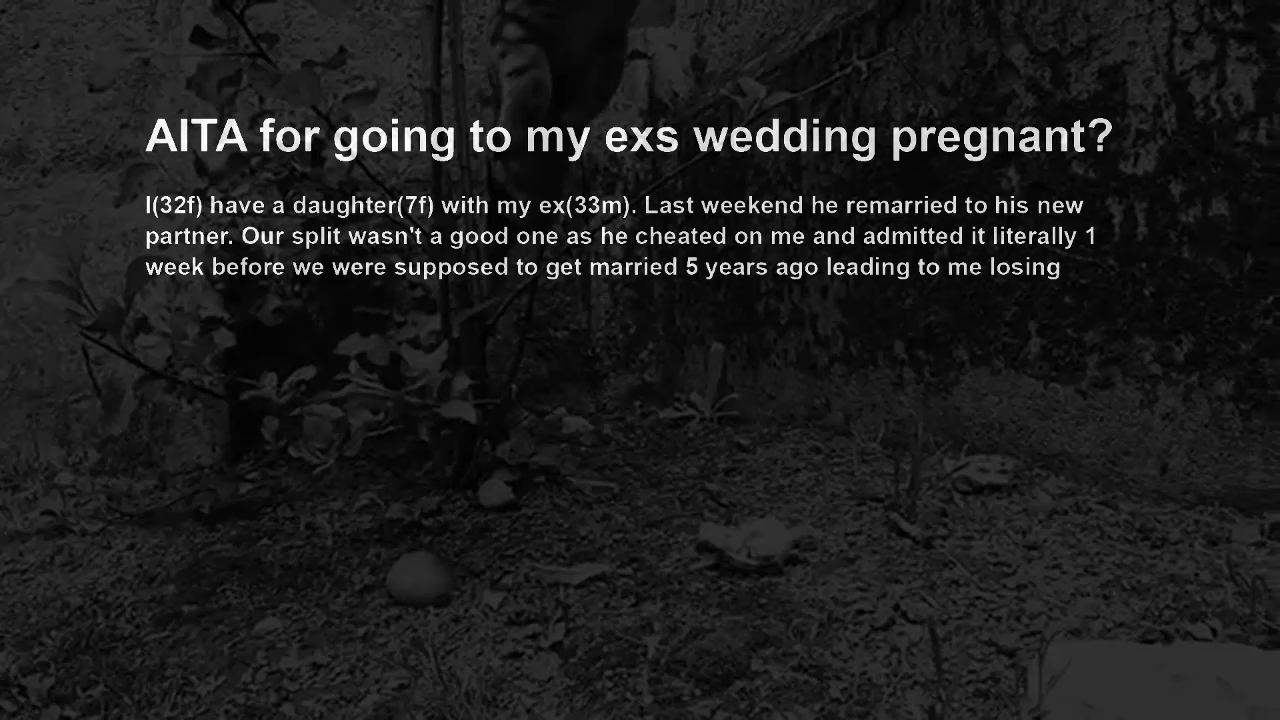 AITA for going to my exs wedding pregnant?
I(32f) have a daughter(7f) with my ex(33m). Last weekend he remarried to his new
partner. Our split wasn't a good one as he cheated on me and admitted it literally 1
week before we were supposed to get married 5 years ago leading to me losing